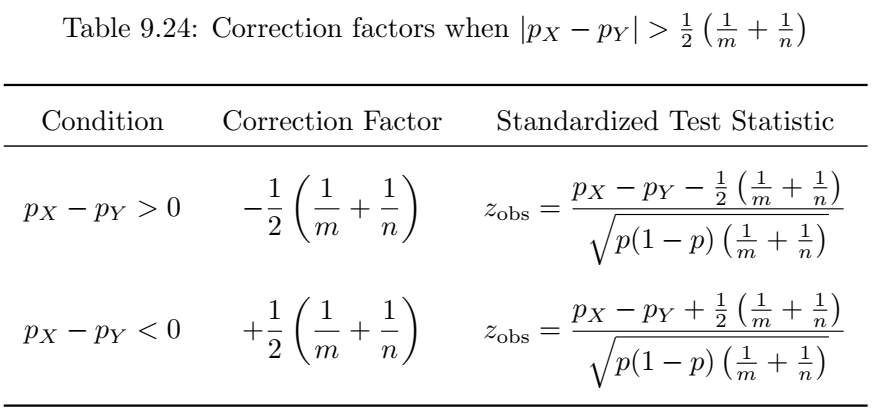 Table 9.24: Correction factors when $|p_X - p_Y| > \frac{1}{2}\left(\frac{1}{m} + \frac{1}{n}\right)$
Condition Correction Factor Standardized Test Statistic
$p_X - p_Y > 0$ $-\frac{1}{2}\left(\frac{1}{m} + \frac{1}{n}\right)$ $z_{\text{obs}} = \frac{p_X - p_Y - \frac{1}{2}\left(\frac{1}{m} + \frac{1}{n}\right)}{\sqrt{p(1-p)\left(\frac{1}{m} + \frac{1}{n}\right)}}$
$p_X - p_Y < 0$ $+\frac{1}{2}\left(\frac{1}{m} + \frac{1}{n}\right)$ $z_{\text{obs}} = \frac{p_X - p_Y + \frac{1}{2}\left(\frac{1}{m} + \frac{1}{n}\right)}{\sqrt{p(1-p)\left(\frac{1}{m} + \frac{1}{n}\right)}}$